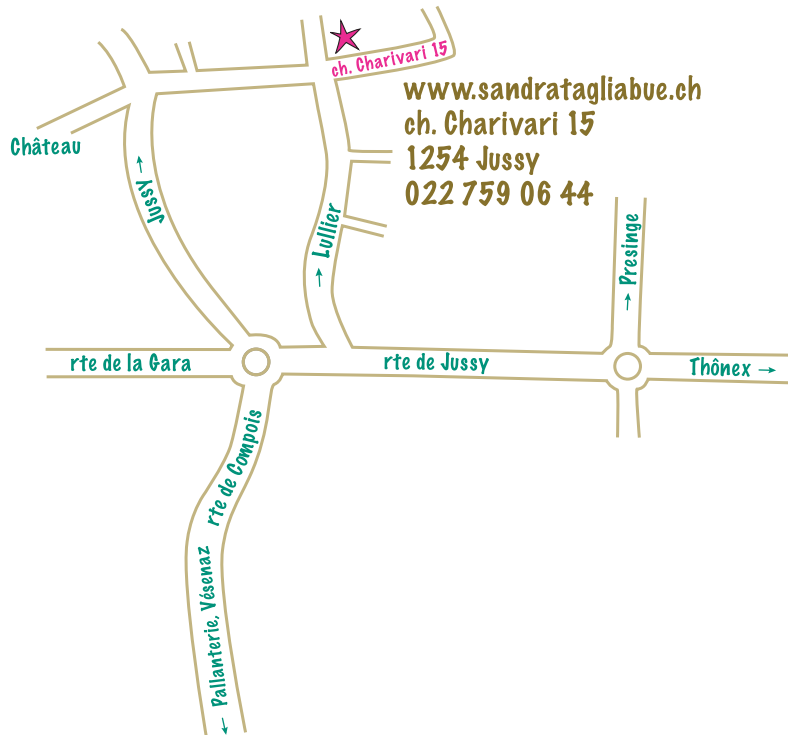 ch. Charivari 15
www.sandratagliabue.ch
ch. Charivari 15
1254 Jussy
022 759 06 44
Château
Jussy →
→ Lullier
→ Presinge
rte de la Gara
rte de Jussy
Thônex →
rte de Compois
← Pallanterie, Vésenaz